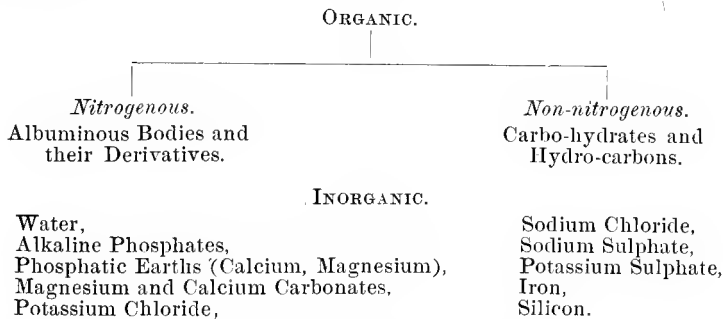 ORGANIC.
Nitrogenous.
Albuminous Bodies and
their Derivatives.
Non-nitrogenous.
Carbo-hydrates and
Hydro-carbons.
INORGANIC.
Water,
Alkaline Phosphates,
Phosphatic Earths (Calcium, Magnesium),
Magnesium and Calcium Carbonates,
Potassium Chloride,
Sodium Chloride,
Sodium Sulphate,
Potassium Sulphate,
Iron,
Silicon.